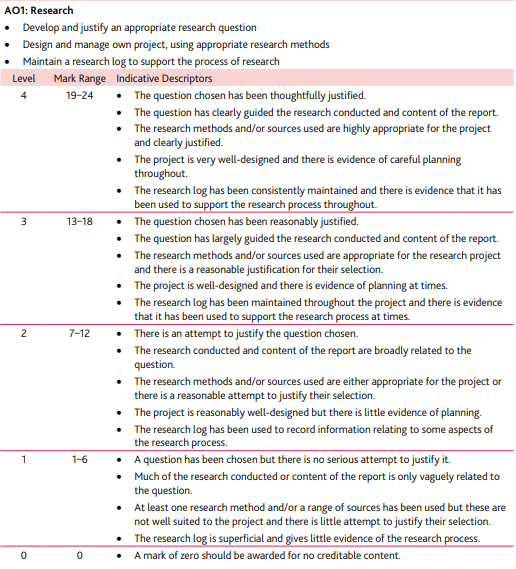 AO1: Research
• Develop and justify an appropriate research question
• Design and manage own project, using appropriate research methods
• Maintain a research log to support the process of research
Level Mark Range Indicative Descriptors
4 19–24 • The question chosen has been thoughtfully justified.
• The question has clearly guided the research conducted and content of the report.
• The research methods and/or sources used are highly appropriate for the project
and clearly justified.
• The project is very well-designed and there is evidence of careful planning
throughout.
• The research log has been consistently maintained and there is evidence that it has
been used to support the research process throughout.
3 13–18 • The question chosen has been reasonably justified.
• The question has largely guided the research conducted and content of the report.
• The research methods and/or sources used are appropriate for the research project
and there is a reasonable justification for their selection.
• The project is well-designed and there is evidence of planning at times.
• The research log has been maintained throughout the project and there is evidence
that it has been used to support the research process at times.
2 7–12 • There is an attempt to justify the question chosen.
• The research conducted and content of the report are broadly related to the
question.
• The research methods and/or sources used are either appropriate for the project or
there is a reasonable attempt to justify their selection.
• The project is reasonably well-designed but there is little evidence of planning.
• The research log has been used to record information relating to some aspects of
the research process.
1 1–6 • A question has been chosen but there is no serious attempt to justify it.
• Much of the research conducted or content of the report is only vaguely related to
the question.
• At least one research method and/or a range of sources has been used but these are
not well suited to the project and there is little attempt to justify their selection.
• The research log is superficial and gives little evidence of the research process.
0 0 • A mark of zero should be awarded for no creditable content.